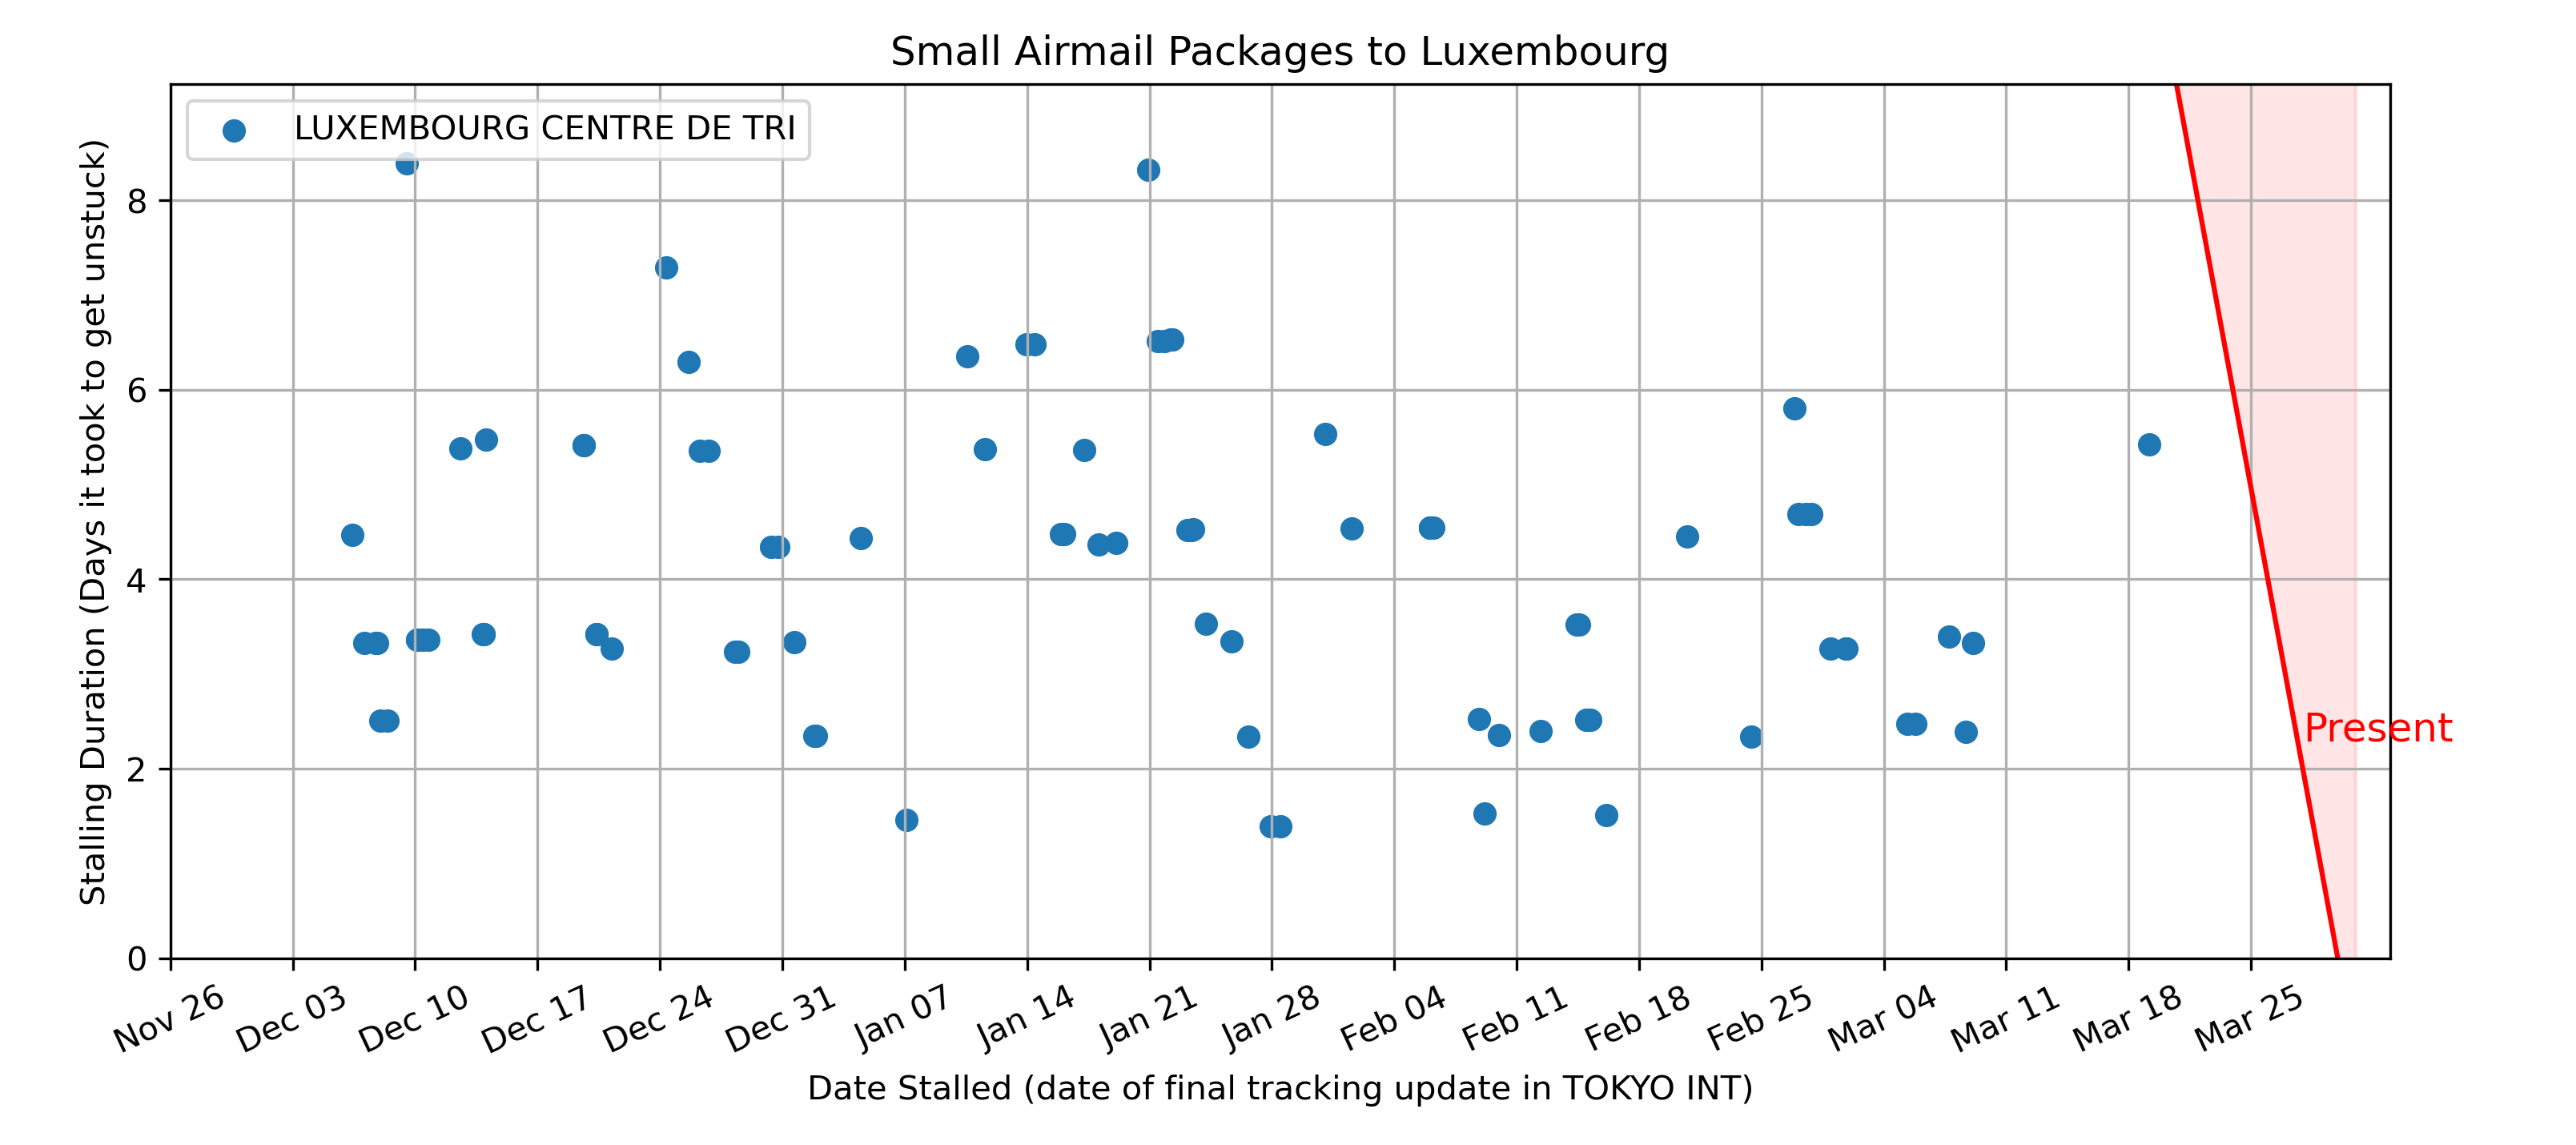 Small Airmail Packages to Luxembourg
LUXEMBOURG CENTRE DE TRI
Stalling Duration (Days it took to get unstuck)
8
6
4
2
0
Present
Nov 26
Dec 03
Dec 10
Dec 17
Dec 24
Dec 31
Jan 07
Jan 14
Jan 21
Jan 28
Feb 04
Feb 11
Feb 18
Feb 25
Mar 04
Mar 11
Mar 18
Mar 25
Date Stalled (date of final tracking update in TOKYO INT)